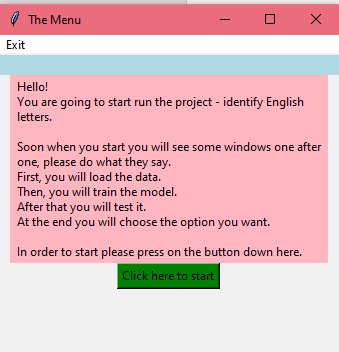 The Menu
Exit
Hello!
You are going to start run the project - identify English
letters.
Soon when you start you will see some windows one after
one, please do what they say.
First, you will load the data.
Then, you will train the model.
After that you will test it.
At the end you will choose the option you want.
In order to start please press on the button down here.
Click here to start